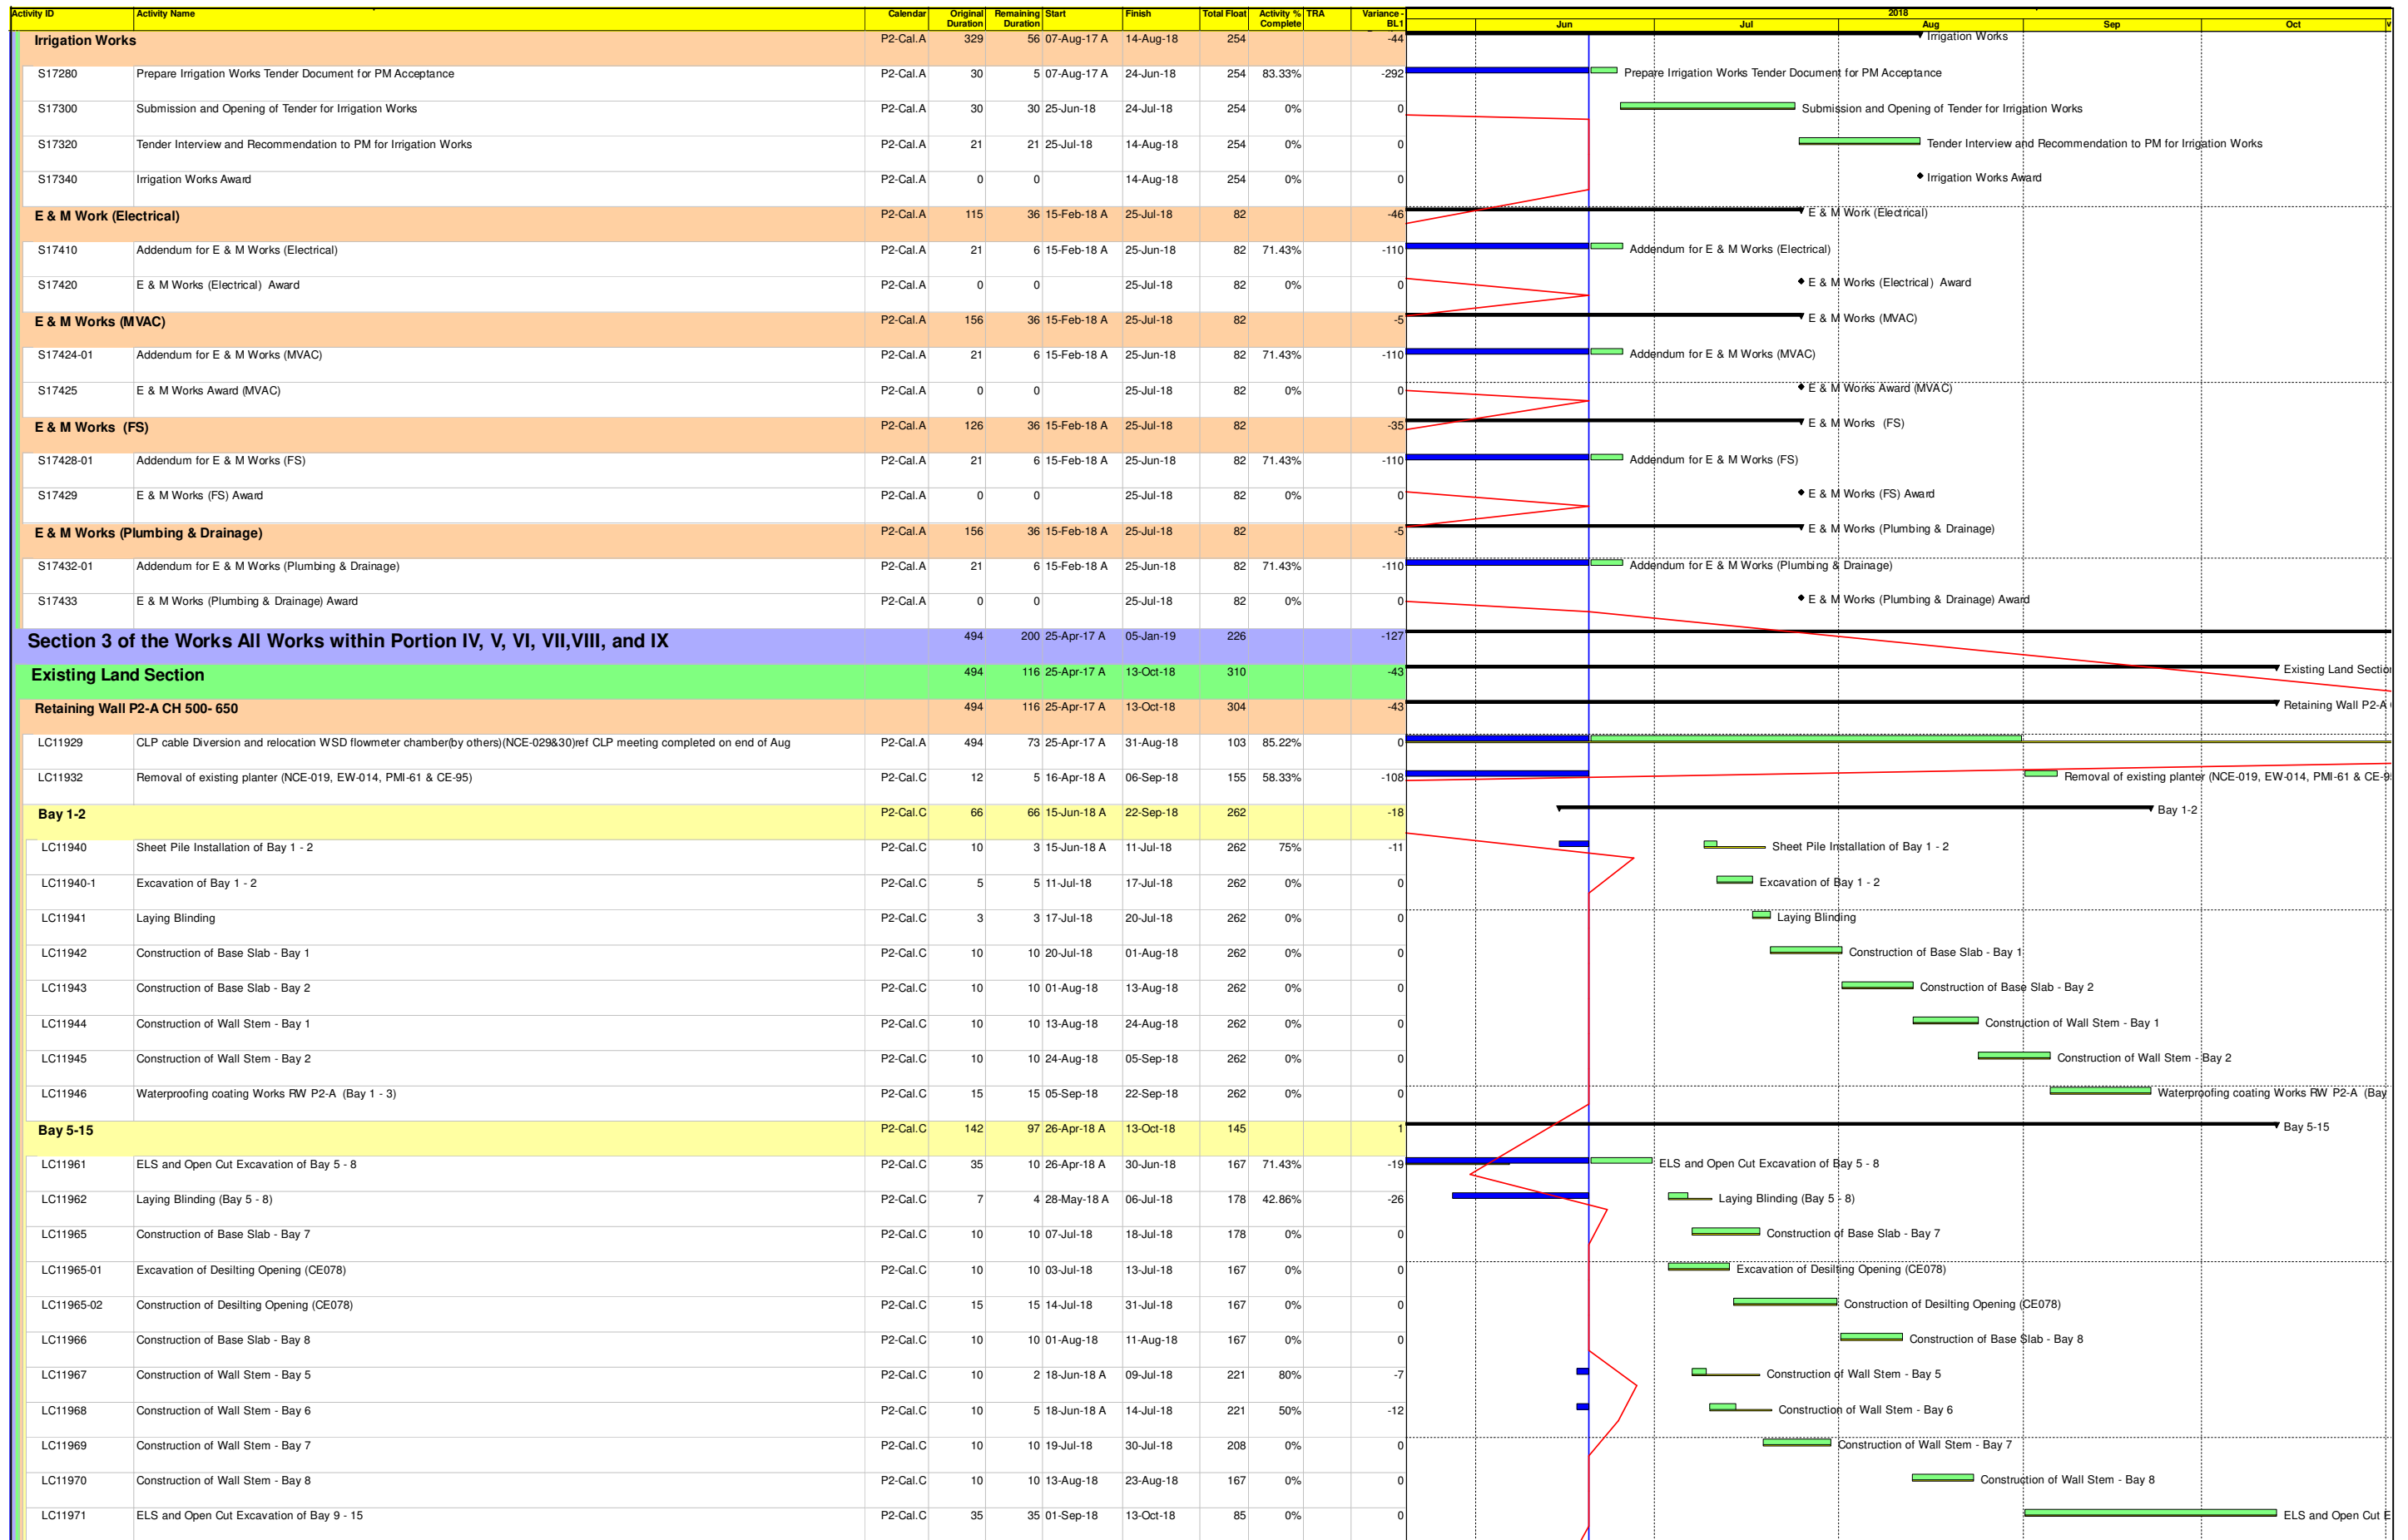 Activity ID Activity Name Calendar Original Duration Remaining Duration Start Finish Total Float Activity % Complete TRA Variance - BL1 2018
Jun Jul Aug Sep Oct
Irrigation Works P2-Cal.A 329 56 07-Aug-17 A 14-Aug-18 254 -44 Irrigation Works
S17280 Prepare Irrigation Works Tender Document for PM Acceptance P2-Cal.A 30 5 07-Aug-17 A 24-Jun-18 254 83.33% -292 Prepare Irrigation Works Tender Document for PM Acceptance
S17300 Submission and Opening of Tender for Irrigation Works P2-Cal.A 30 30 25-Jun-18 24-Jul-18 254 0% 0 Submission and Opening of Tender for Irrigation Works
S17320 Tender Interview and Recommendation to PM for Irrigation Works P2-Cal.A 21 21 25-Jul-18 14-Aug-18 254 0% 0 Tender Interview and Recommendation to PM for Irrigation Works
S17340 Irrigation Works Award P2-Cal.A 0 0 14-Aug-18 254 0% 0 Irrigation Works Award
E & M Work (Electrical) P2-Cal.A 115 36 15-Feb-18 A 25-Jul-18 82 -46 E & M Work (Electrical)
S17410 Addendum for E & M Works (Electrical) P2-Cal.A 21 6 15-Feb-18 A 25-Jun-18 82 71.43% -110 Addendum for E & M Works (Electrical)
S17420 E & M Works (Electrical) Award P2-Cal.A 0 0 25-Jul-18 82 0% 0 E & M Works (Electrical) Award
E & M Works (MVAC) P2-Cal.A 156 36 15-Feb-18 A 25-Jul-18 82 -5 E & M Works (MVAC)
S17424-01 Addendum for E & M Works (MVAC) P2-Cal.A 21 6 15-Feb-18 A 25-Jun-18 82 71.43% -110 Addendum for E & M Works (MVAC)
S17425 E & M Works Award (MVAC) P2-Cal.A 0 0 25-Jul-18 82 0% 0 E & M Works Award (MVAC)
E & M Works (FS) P2-Cal.A 126 36 15-Feb-18 A 25-Jul-18 82 -35 E & M Works (FS)
S17428-01 Addendum for E & M Works (FS) P2-Cal.A 21 6 15-Feb-18 A 25-Jun-18 82 71.43% -110 Addendum for E & M Works (FS)
S17429 E & M Works (FS) Award P2-Cal.A 0 0 25-Jul-18 82 0% 0 E & M Works (FS) Award
E & M Works (Plumbing & Drainage) P2-Cal.A 156 36 15-Feb-18 A 25-Jul-18 82 -5 E & M Works (Plumbing & Drainage)
S17432-01 Addendum for E & M Works (Plumbing & Drainage) P2-Cal.A 21 6 15-Feb-18 A 25-Jun-18 82 71.43% -110 Addendum for E & M Works (Plumbing & Drainage)
S17433 E & M Works (Plumbing & Drainage) Award P2-Cal.A 0 0 25-Jul-18 82 0% 0 E & M Works (Plumbing & Drainage) Award
Section 3 of the Works All Works within Portion IV, V, VI, VII,VIII, and IX 494 200 25-Apr-17 A 05-Jan-19 226 -127
Existing Land Section 494 116 25-Apr-17 A 13-Oct-18 310 -43 Existing Land Section
Retaining Wall P2-A CH 500- 650 494 116 25-Apr-17 A 13-Oct-18 304 -43 Retaining Wall P2-A
LC11929 CLP cable Diversion and relocation WSD flowmeter chamber(by others)(NCE-029&30)ref CLP meeting completed on end of Aug P2-Cal.A 494 73 25-Apr-17 A 31-Aug-18 103 85.22% 0
LC11932 Removal of existing planter (NCE-019, EW-014, PMI-61 & CE-95) P2-Cal.C 12 5 16-Apr-18 A 06-Sep-18 155 58.33% -108 Removal of existing planter (NCE-019, EW-014, PMI-61 & CE-9
Bay 1-2 P2-Cal.C 66 66 15-Jun-18 A 22-Sep-18 262 -18 Bay 1-2
LC11940 Sheet Pile Installation of Bay 1 - 2 P2-Cal.C 10 3 15-Jun-18 A 11-Jul-18 262 75% -11 Sheet Pile Installation of Bay 1 - 2
LC11940-1 Excavation of Bay 1 - 2 P2-Cal.C 5 5 11-Jul-18 17-Jul-18 262 0% 0 Excavation of Bay 1 - 2
LC11941 Laying Blinding P2-Cal.C 3 3 17-Jul-18 20-Jul-18 262 0% 0 Laying Blinding
LC11942 Construction of Base Slab - Bay 1 P2-Cal.C 10 10 20-Jul-18 01-Aug-18 262 0% 0 Construction of Base Slab - Bay 1
LC11943 Construction of Base Slab - Bay 2 P2-Cal.C 10 10 01-Aug-18 13-Aug-18 262 0% 0 Construction of Base Slab - Bay 2
LC11944 Construction of Wall Stem - Bay 1 P2-Cal.C 10 10 13-Aug-18 24-Aug-18 262 0% 0 Construction of Wall Stem - Bay 1
LC11945 Construction of Wall Stem - Bay 2 P2-Cal.C 10 10 24-Aug-18 05-Sep-18 262 0% 0 Construction of Wall Stem - Bay 2
LC11946 Waterproofing coating Works RW P2-A (Bay 1 - 3) P2-Cal.C 15 15 05-Sep-18 22-Sep-18 262 0% 0 Waterproofing coating Works RW P2-A (Bay
Bay 5-15 P2-Cal.C 142 97 26-Apr-18 A 13-Oct-18 145 1 Bay 5-15
LC11961 ELS and Open Cut Excavation of Bay 5 - 8 P2-Cal.C 35 10 26-Apr-18 A 30-Jun-18 167 71.43% -19 ELS and Open Cut Excavation of Bay 5 - 8
LC11962 Laying Blinding (Bay 5 - 8) P2-Cal.C 7 4 28-May-18 A 06-Jul-18 178 42.86% -26 Laying Blinding (Bay 5 - 8)
LC11965 Construction of Base Slab - Bay 7 P2-Cal.C 10 10 07-Jul-18 18-Jul-18 178 0% 0 Construction of Base Slab - Bay 7
LC11965-01 Excavation of Desilting Opening (CE078) P2-Cal.C 10 10 03-Jul-18 13-Jul-18 167 0% 0 Excavation of Desilting Opening (CE078)
LC11965-02 Construction of Desilting Opening (CE078) P2-Cal.C 15 15 14-Jul-18 31-Jul-18 167 0% 0 Construction of Desilting Opening (CE078)
LC11966 Construction of Base Slab - Bay 8 P2-Cal.C 10 10 01-Aug-18 11-Aug-18 167 0% 0 Construction of Base Slab - Bay 8
LC11967 Construction of Wall Stem - Bay 5 P2-Cal.C 10 2 18-Jun-18 A 09-Jul-18 221 80% -7 Construction of Wall Stem - Bay 5
LC11968 Construction of Wall Stem - Bay 6 P2-Cal.C 10 5 18-Jun-18 A 14-Jul-18 221 50% -12 Construction of Wall Stem - Bay 6
LC11969 Construction of Wall Stem - Bay 7 P2-Cal.C 10 10 19-Jul-18 30-Jul-18 208 0% 0 Construction of Wall Stem - Bay 7
LC11970 Construction of Wall Stem - Bay 8 P2-Cal.C 10 10 13-Aug-18 23-Aug-18 167 0% 0 Construction of Wall Stem - Bay 8
LC11971 ELS and Open Cut Excavation of Bay 9 - 15 P2-Cal.C 35 35 01-Sep-18 13-Oct-18 85 0% 0 ELS and Open Cut E